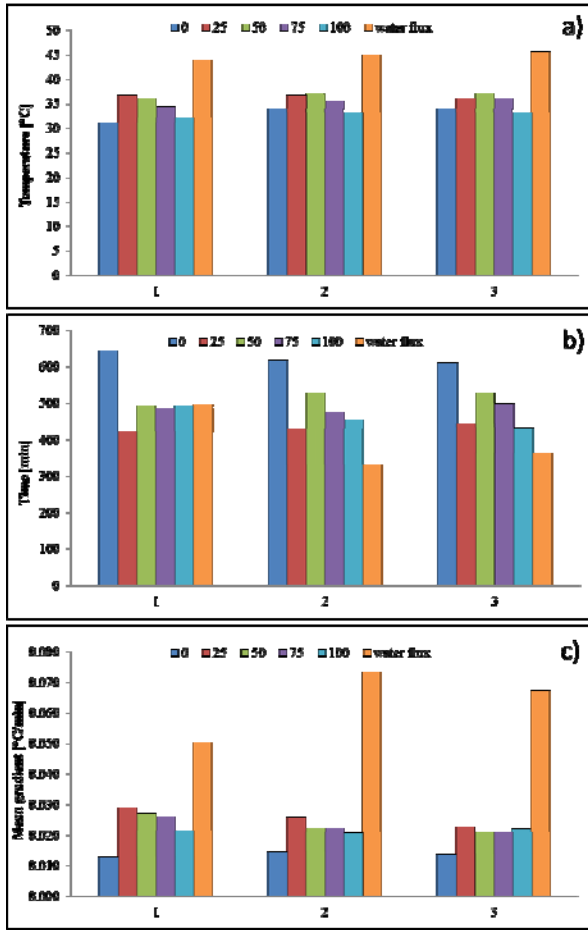 a)
0 25 50 75 100 water flux
Temperature [°C]
50
45
40
35
30
25
20
15
10
5
0
1 2 3
b)
0 25 50 75 100 water flux
Time [min]
700
600
500
400
300
200
100
0
1 2 3
c)
0 25 50 75 100 water flux
Mean gradient [°C/min]
0.080
0.070
0.060
0.050
0.040
0.030
0.020
0.010
0.000
1 2 3